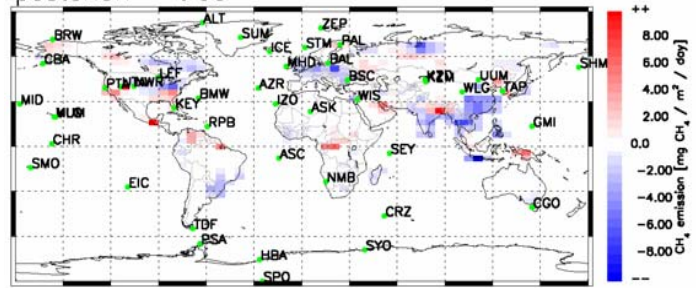 ALT
ZEP
BRW
SUM
ICE
STM
PAL
CBA
MHD
BAL
SHM
LEF
BSC
UUM
AZR
WLG
TAP
MID
KEY
BMW
IZO
WIS
ASK
RPB
GMI
CHR
SMO
ASC
SEY
EIC
NMB
CRZ
CGO
TDF
PSA
HBA
SYO
SPO
++
8.00
6.00
4.00
2.00
0.0
−2.00
−4.00
−6.00
−8.00
−−
CH₄ emission [mg CH₄ / m² / day]